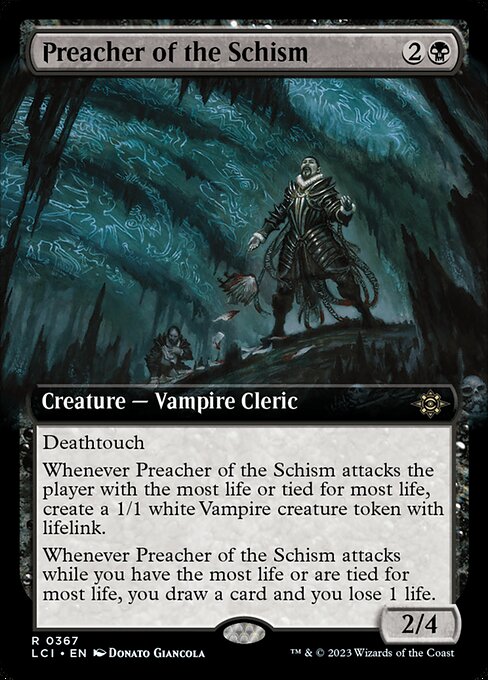 Preacher of the Schism 2
Creature — Vampire Cleric
Deathtouch
Whenever Preacher of the Schism attacks the
player with the most life or tied for most life,
create a 1/1 white Vampire creature token with
lifelink.
Whenever Preacher of the Schism attacks
while you have the most life or are tied for
most life, you draw a card and you lose 1 life.
2/4
R 0367
LCI • EN Donato Giancola
™ & © 2023 Wizards of the Coast